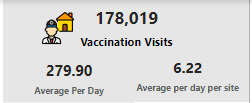 178,019
Vaccination Visits
279.90
6.22
Average Per Day
Average per day per site